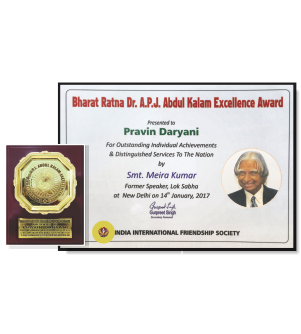 Bharat Ratna Dr. A.P.J. Abdul Kalam Excellence Award
Presented to
Pravin Daryani
For Outstanding Individual Achievements
& Distinguished Services To The Nation
by
Smt. Meira Kumar
Former Speaker, Lok Sabha
at New Delhi on 14th January, 2017
Gurpreet Singh
INDIA INTERNATIONAL FRIENDSHIP SOCIETY